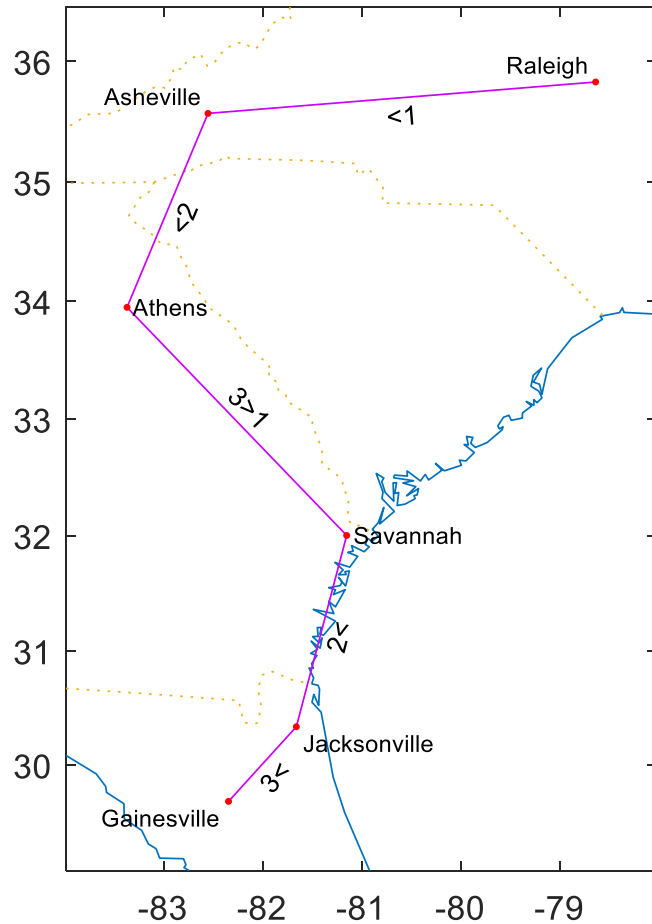 36
Raleigh
Asheville
<1
35
<2
34
Athens
3>1
33
32
Savannah
31
2<
Jacksonville
30
3<
Gainesville
-83
-82
-81
-80
-79